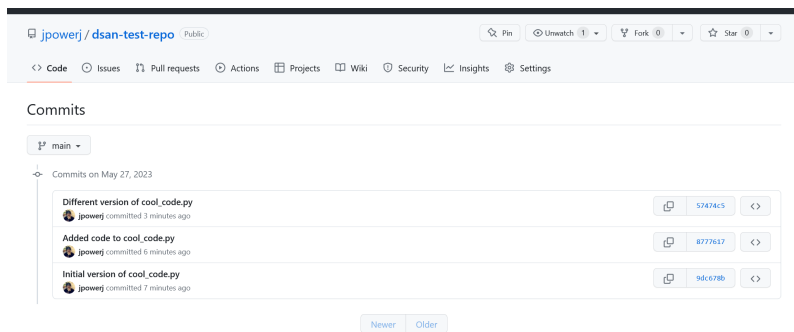 jpowerj / dsan-test-repo Public
Pin Unwatch 1 Fork 0 Star 0
Code Issues Pull requests Actions Projects Wiki Security Insights Settings
Commits
main
Commits on May 27, 2023
Different version of cool_code.py
jpowerj committed 3 minutes ago
57474c5
Added code to cool_code.py
jpowerj committed 6 minutes ago
8777617
Initial version of cool_code.py
jpowerj committed 7 minutes ago
9dc678b
Newer Older